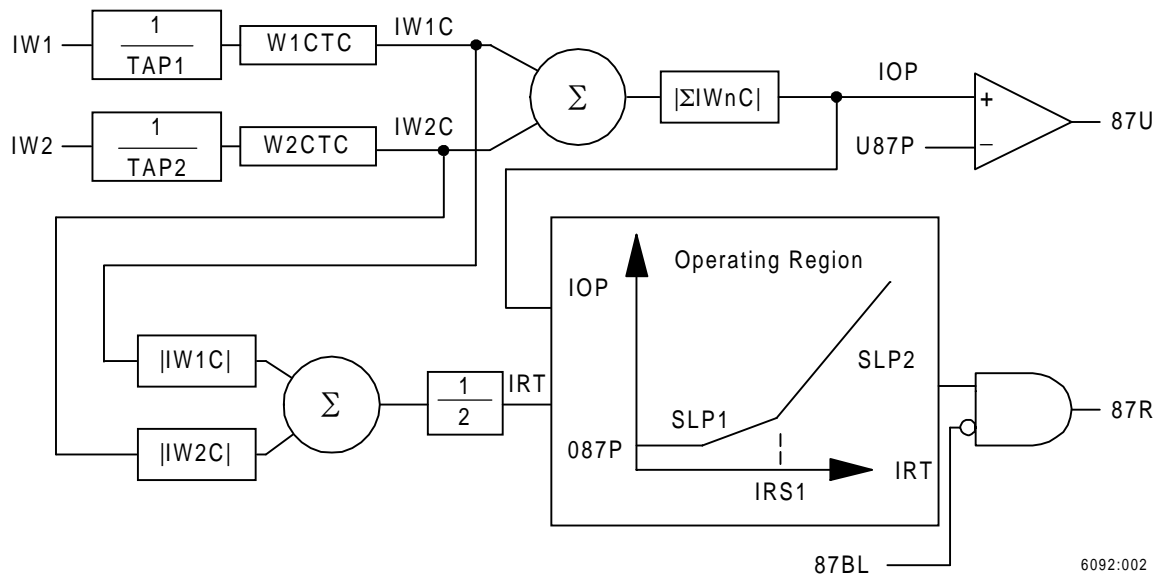 IW1
1
TAP1
W1CTC
IW1C
IW2
1
TAP2
W2CTC
IW2C
Σ
|ΣIWnC|
IOP
+
U87P
−
87U
|IW1C|
|IW2C|
Σ
1
2
IRT
Operating Region
IOP
SLP2
SLP1
087P
IRS1
IRT
87R
87BL
6092:002